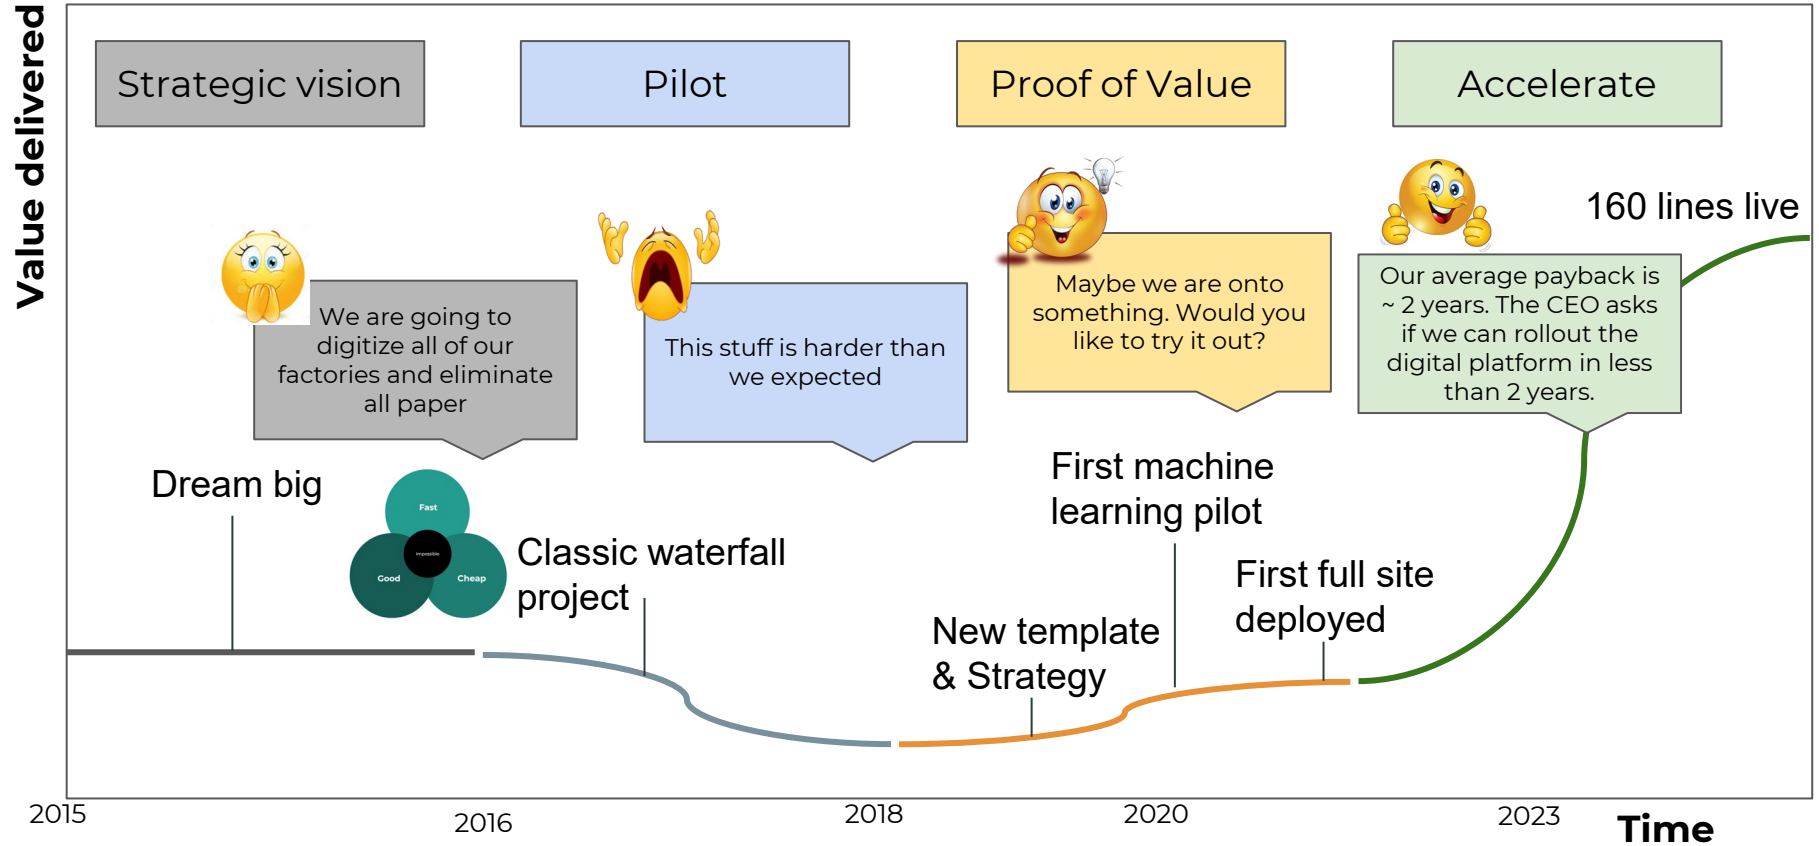 Value delivered
Strategic vision
Pilot
Proof of Value
Accelerate
160 lines live
We are going to
digitize all of our
factories and eliminate
all paper
This stuff is harder than
we expected
Maybe we are onto
something. Would you
like to try it out?
Our average payback is
~ 2 years. The CEO asks
if we can rollout the
digital platform in less
than 2 years.
Dream big
Fast
Impossible
Good
Cheap
Classic waterfall
project
New template
& Strategy
First machine
learning pilot
First full site
deployed
2015
2016
2018
2020
2023
Time